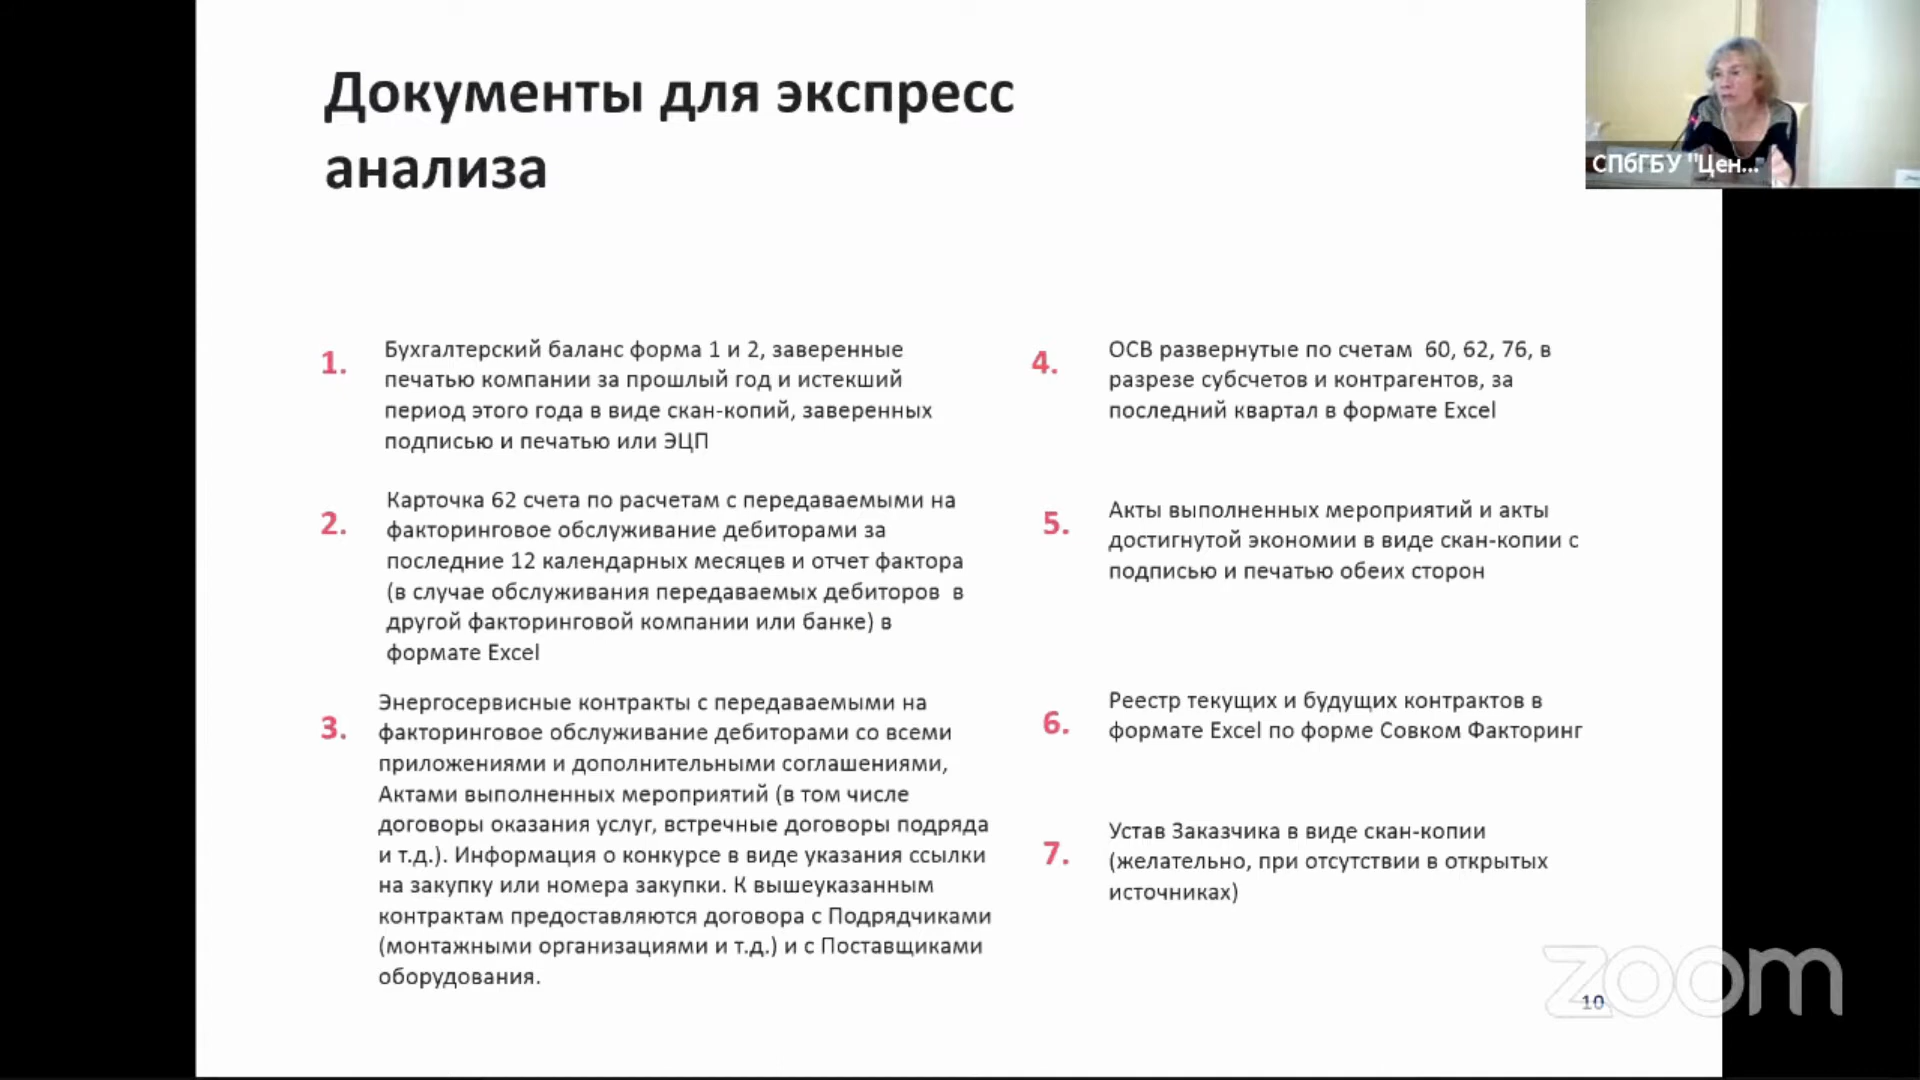 Документы для экспресс
анализа
СПбГБУ "Цен...
1.
Бухгалтерский баланс форма 1 и 2, заверенные
печатью компании за прошлый год и истекший
период этого года в виде скан-копий, заверенных
подписью и печатью или ЭЦП
2.
Карточка 62 счета по расчетам с передаваемыми на
факторинговое обслуживание дебиторами за
последние 12 календарных месяцев и отчет фактора
(в случае обслуживания передаваемых дебиторов в
другой факторинговой компании или банке) в
формате Excel
3.
Энергосервисные контракты с передаваемыми на
факторинговое обслуживание дебиторами со всеми
приложениями и дополнительными соглашениями,
Актами выполненных мероприятий (в том числе
договоры оказания услуг, встречные договоры подряда
и т.д.). Информация о конкурсе в виде указания ссылки
на закупку или номера закупки. К вышеуказанным
контрактам предоставляются договора с Подрядчиками
(монтажными организациями и т.д.) и с Поставщиками
оборудования.
4.
ОСВ развернутые по счетам 60, 62, 76, в
разрезе субсчетов и контрагентов, за
последний квартал в формате Excel
5.
Акты выполненных мероприятий и акты
достигнутой экономии в виде скан-копии с
подписью и печатью обеих сторон
6.
Реестр текущих и будущих контрактов в
формате Excel по форме Совком Факторинг
7.
Устав Заказчика в виде скан-копии
(желательно, при отсутствии в открытых
источниках)
zoom
10